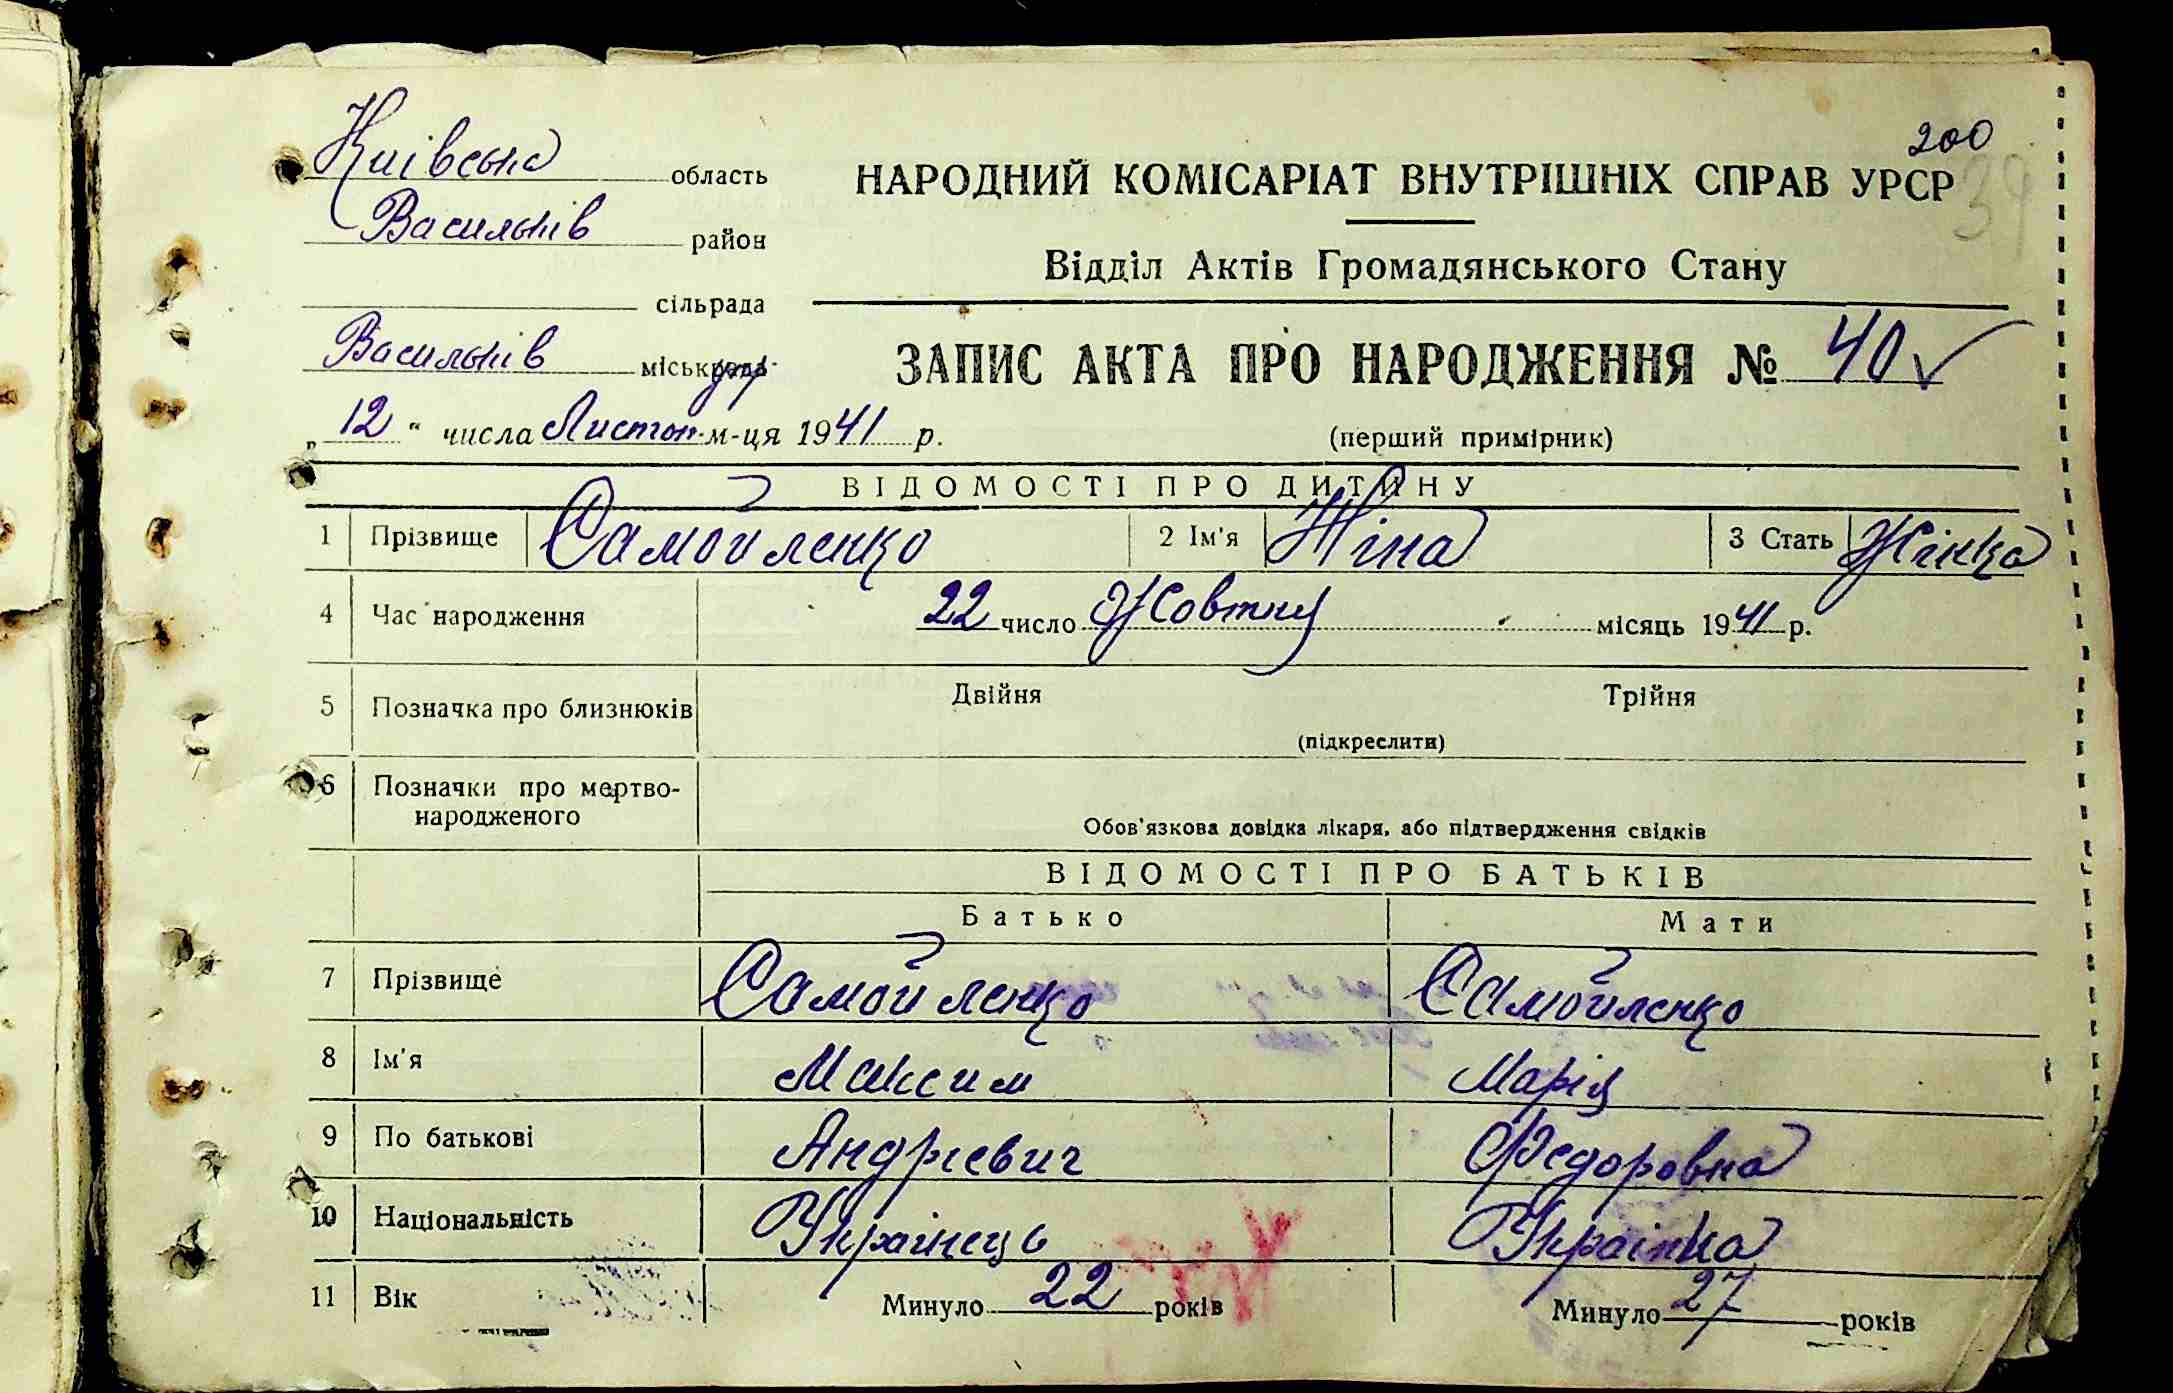 200
39
Київська область
НАРОДНИЙ КОМІСАРІАТ ВНУТРІШНІХ СПРАВ УРСР
Васильків район
Відділ Актів Громадянського Стану
сільрада
Васильків міськрада
ЗАПИС АКТА ПРО НАРОДЖЕННЯ № 40
„12“ числа Листоп. м-ця 1941 р.
(перший примірник)
ВІДОМОСТІ ПРО ДИТИНУ
1 Прізвище Самойленко 2 Ім'я Ніна 3 Стать Жінка
4 Час народження 22 число Жовтня місяць 1941 р.
5 Позначка про близнюків Двійня Трійня
(підкреслити)
6 Позначки про мертво-
народженого
Обов'язкова довідка лікаря, або підтвердження свідків
ВІДОМОСТІ ПРО БАТЬКІВ
Батько Мати
7 Прізвище Самойленко Самойленко
8 Ім'я Максим Марія
9 По батькові Андрієвич Федоровна
10 Національність Українець Українка
11 Вік Минуло 22 років Минуло 27 років